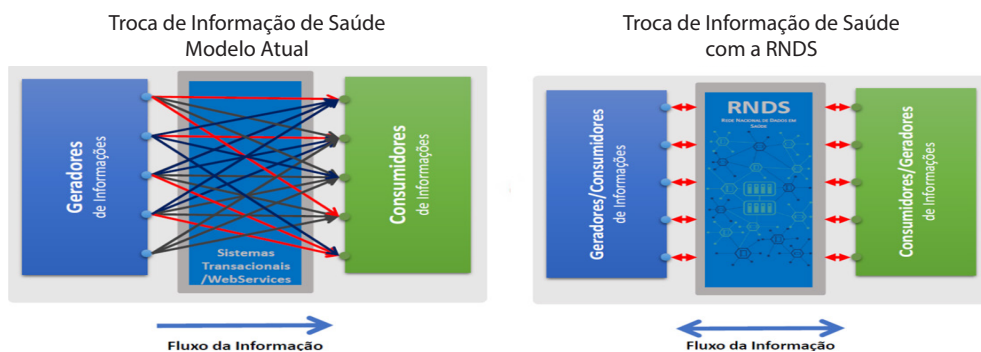 Troca de Informação de Saúde
Modelo Atual
Geradores
de Informações
Sistemas
Transacionais
/WebServices
Consumidores
de Informações
Fluxo da Informação
Troca de Informação de Saúde
com a RNDS
Geradores/Consumidores
de Informações
RNDS
Rede Nacional de Dados em
Saúde
Consumidores/Geradores
de Informações
Fluxo da Informação